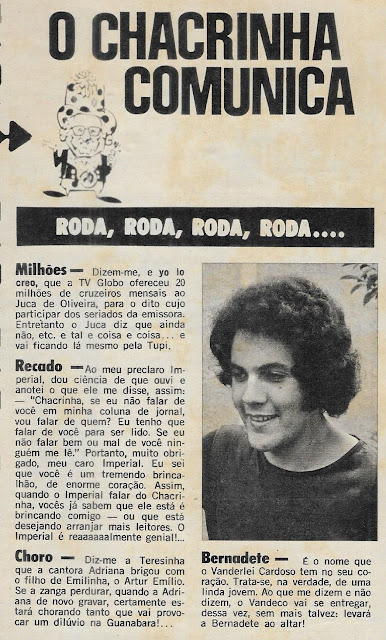 O CHACRINHA
COMUNICA
RODA, RODA, RODA, RODA....
Milhões — Dizem-me, e yo lo
creo, que a TV Globo ofereceu 20
milhões de cruzeiros mensais ao
Juca de Oliveira, para o dito cujo
participar dos seriados da emissora.
Entretanto o Juca diz que ainda
não, etc. e tal e coisa e coisa... e
vai ficando lá mesmo pela Tupi.
Recado — Ao meu preclaro Im-
perial, dou ciência de que ouvi e
anotei o que ele me disse, assim:
— "Chacrinha, se eu não falar de
você em minha coluna de jornal,
vou falar de quem? Eu tenho que
falar de você para ser lido. Se eu
não falar bem ou mal de você nin-
guém me lê." Portanto, muito obri-
gado, meu caro Imperial. Eu sei
que você é um tremendo brinca-
lhão, de enorme coração. Assim,
quando o Imperial falar do Chacri-
nha, vocês já sabem que ele está é
brincando comigo — ou que está
desejando arranjar mais leitores. O
Imperial é reaaaaaalmente genial!...
Choro — Diz-me a Teresinha
que a cantora Adriana brigou com
o filho de Emilinha, o Artur Emílio.
Se a zanga perdurar, quando a Adri-
ana de novo gravar, certamente es-
tará chorando tanto que vai provo-
car um dilúvio na Guanabara!...
Bernadete — É o nome que
o Vanderlei Cardoso tem no seu co-
ração. Trata-se, na verdade, de uma
linda jovem. Ao que me dizem e não
dizem, o Vandeco vai se entregar,
dessa vez, sem mais talvez: levará a
Bernadete ao altar!